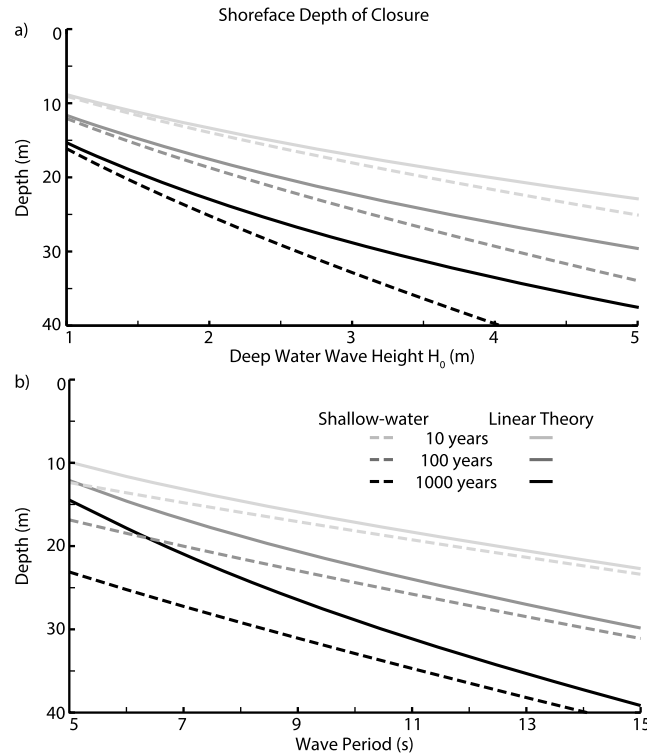 Shoreface Depth of Closure
a)
0
10
20
30
40
Depth (m)
1 2 3 4 5
Deep Water Wave Height H₀ (m)
b)
0
10
20
30
40
Depth (m)
Shallow-water Linear Theory
10 years
100 years
1000 years
5 7 9 11 13 15
Wave Period (s)